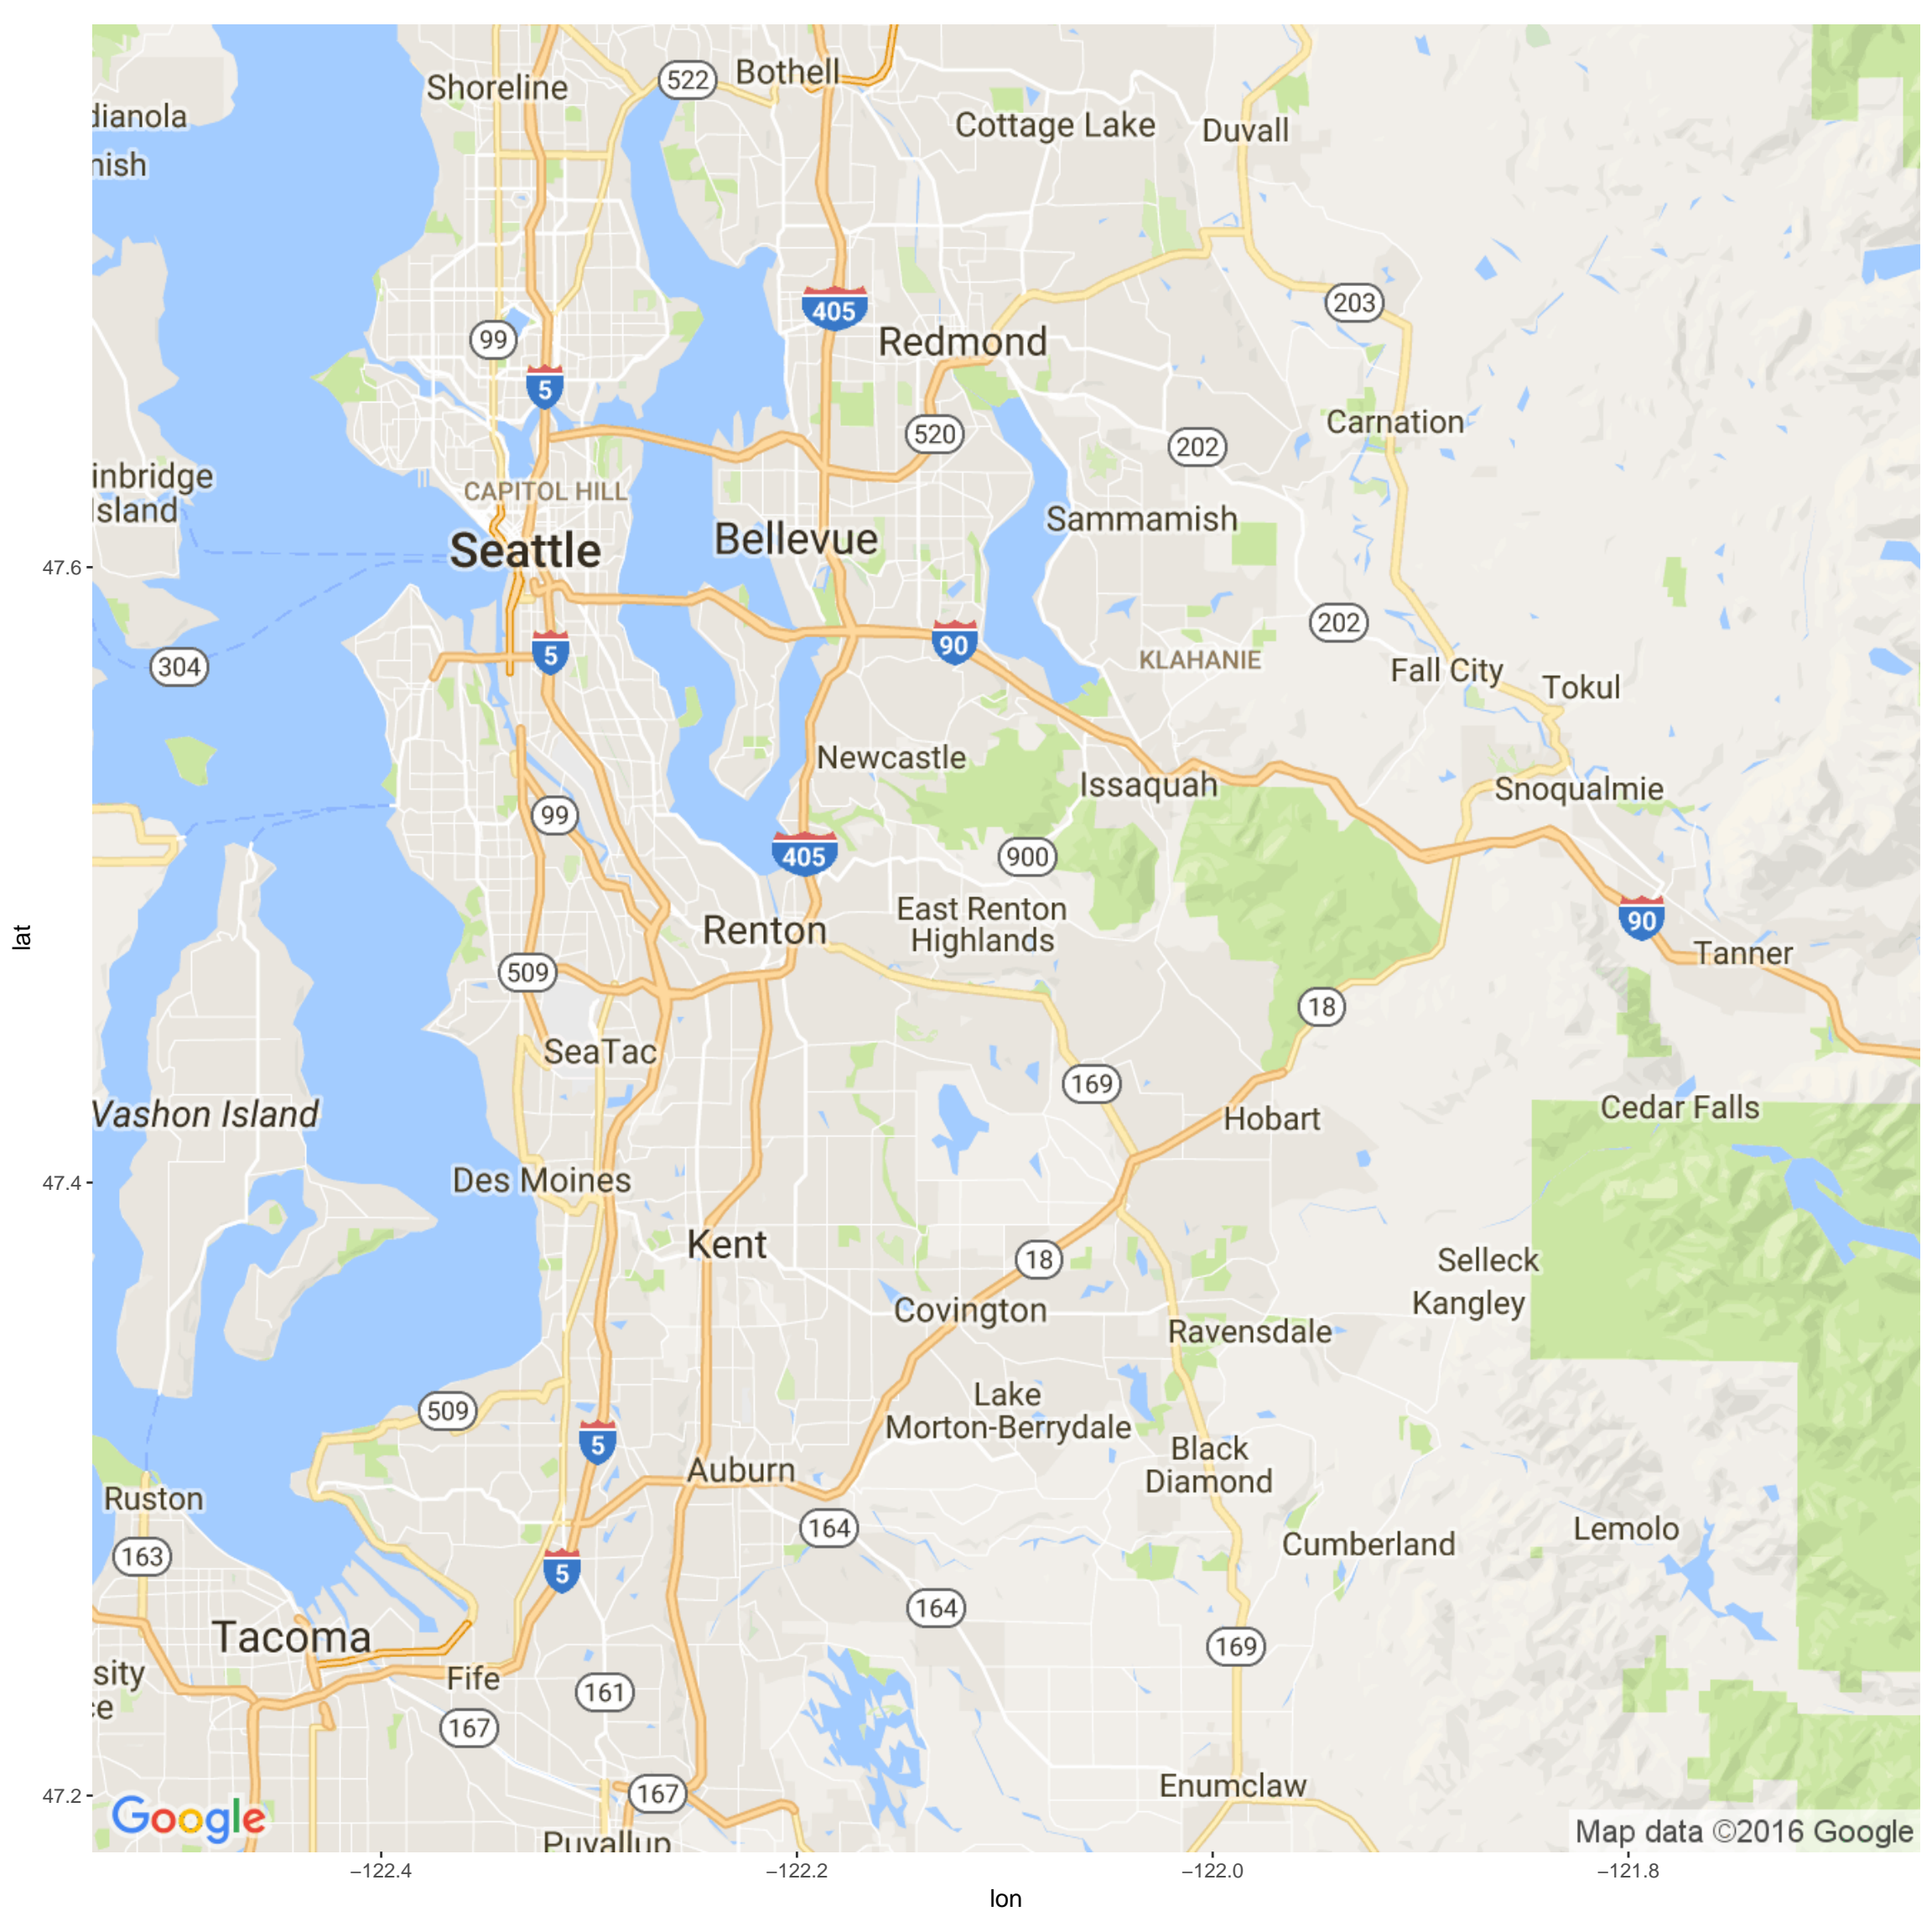 Shoreline
522
Bothell
dianola
Cottage Lake
Duvall
nish
405
203
99
Redmond
5
Carnation
520
202
inbridge
Island
CAPITOL HILL
Sammamish
Seattle
Bellevue
47.6
202
5
90
304
KLAHANIE
Fall City
Tokul
Newcastle
Issaquah
Snoqualmie
99
405
900
East Renton
Highlands
90
Renton
lat
Tanner
509
18
SeaTac
169
Vashon Island
Hobart
Cedar Falls
47.4
Des Moines
Kent
18
Selleck
Kangley
Covington
Ravensdale
Lake
Morton-Berrydale
509
5
Black
Diamond
Auburn
Ruston
164
Lemolo
163
Cumberland
5
164
Tacoma
169
sity
ce
Fife
161
167
Enumclaw
167
47.2
Google
Puyallup
Map data ©2016 Google
−122.4
−122.2
−122.0
−121.8
lon